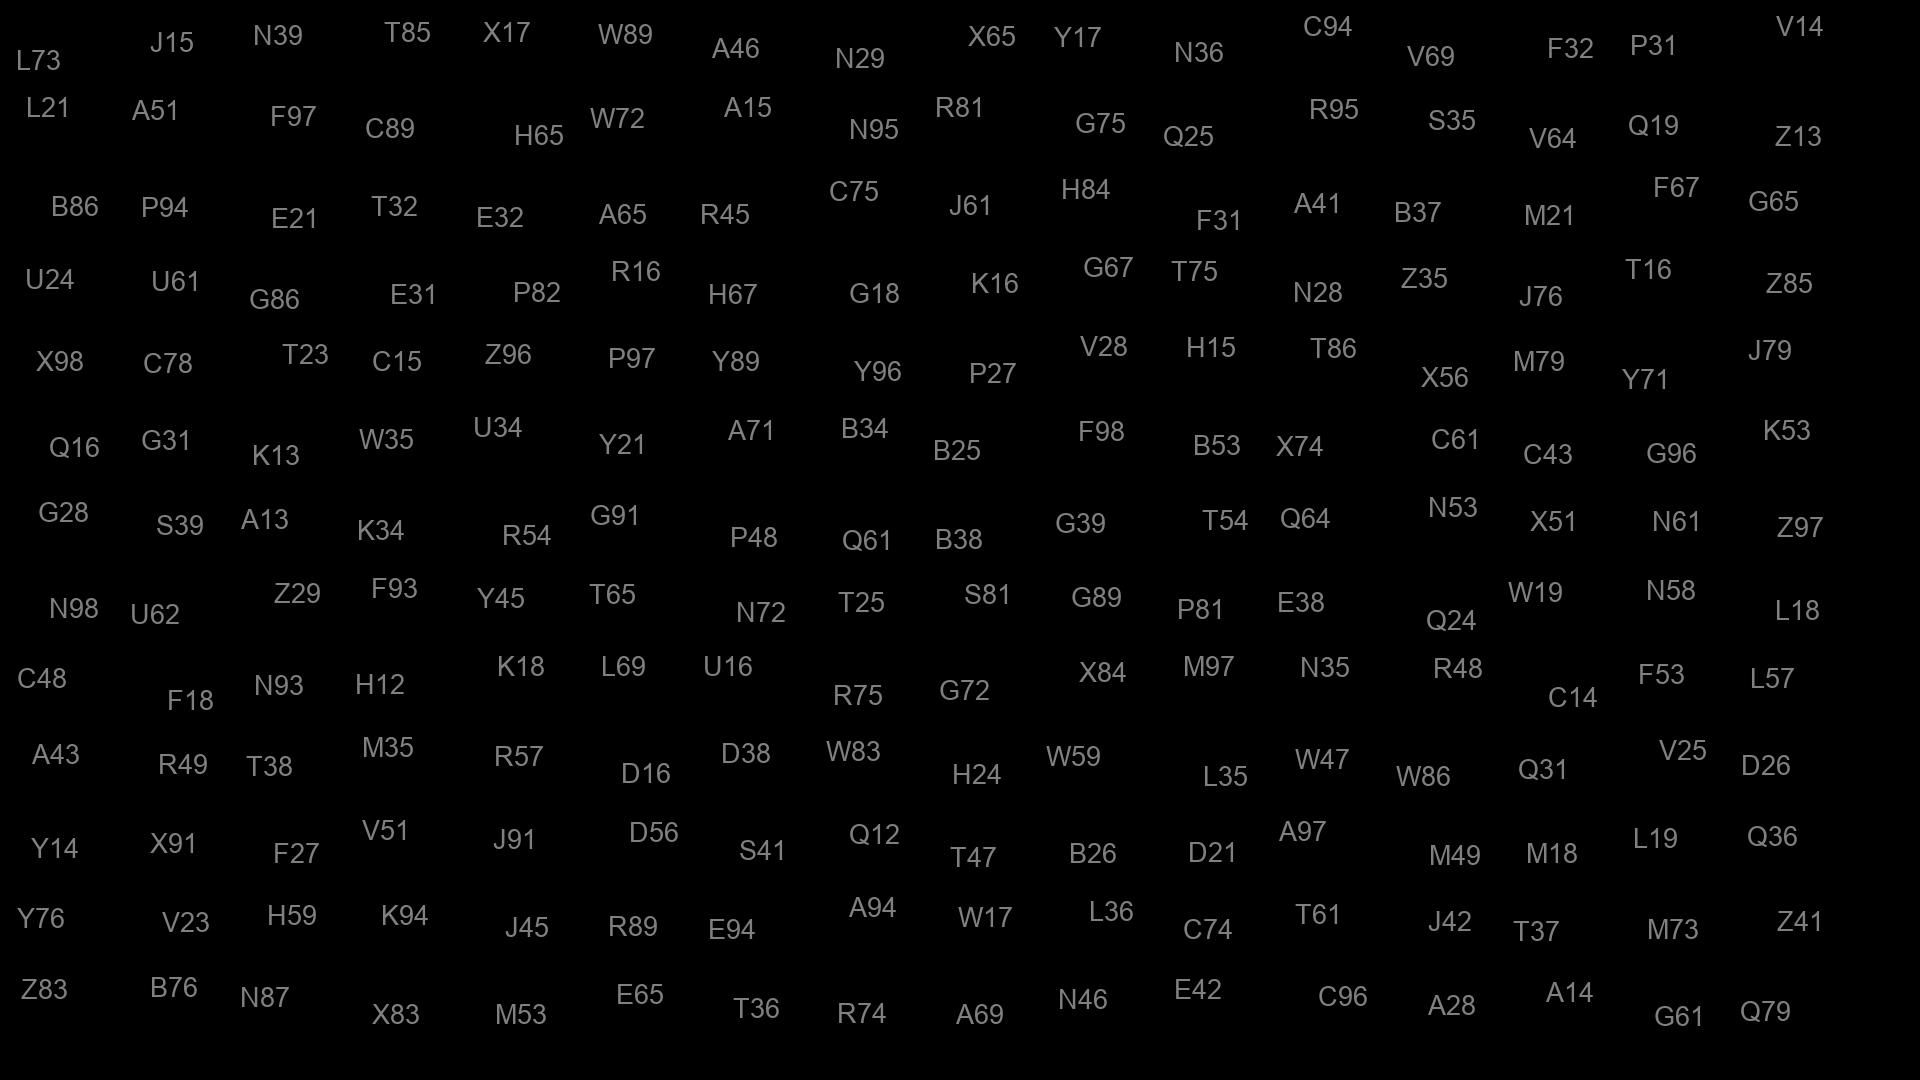 L73 J15 N39 T85 X17 W89 A46 N29 X65 Y17 N36 C94 V69 F32 P31 V14
L21 A51 F97 C89 H65 W72 A15 N95 R81 G75 Q25 R95 S35 V64 Q19 Z13
B86 P94 E21 T32 E32 A65 R45 C75 J61 H84 F31 A41 B37 M21 F67 G65
U24 U61 G86 E31 P82 R16 H67 G18 K16 G67 T75 N28 Z35 J76 T16 Z85
X98 C78 T23 C15 Z96 P97 Y89 Y96 P27 V28 H15 T86 X56 M79 Y71 J79
Q16 G31 K13 W35 U34 Y21 A71 B34 B25 F98 B53 X74 C61 C43 G96 K53
G28 S39 A13 K34 R54 G91 P48 Q61 B38 G39 T54 Q64 N53 X51 N61 Z97
N98 U62 Z29 F93 Y45 T65 N72 T25 S81 G89 P81 E38 Q24 W19 N58 L18
C48 F18 N93 H12 K18 L69 U16 R75 G72 X84 M97 N35 R48 C14 F53 L57
A43 R49 T38 M35 R57 D16 D38 W83 H24 W59 L35 W47 W86 Q31 V25 D26
Y14 X91 F27 V51 J91 D56 S41 Q12 T47 B26 D21 A97 M49 M18 L19 Q36
Y76 V23 H59 K94 J45 R89 E94 A94 W17 L36 C74 T61 J42 T37 M73 Z41
Z83 B76 N87 X83 M53 E65 T36 R74 A69 N46 E42 C96 A28 A14 G61 Q79